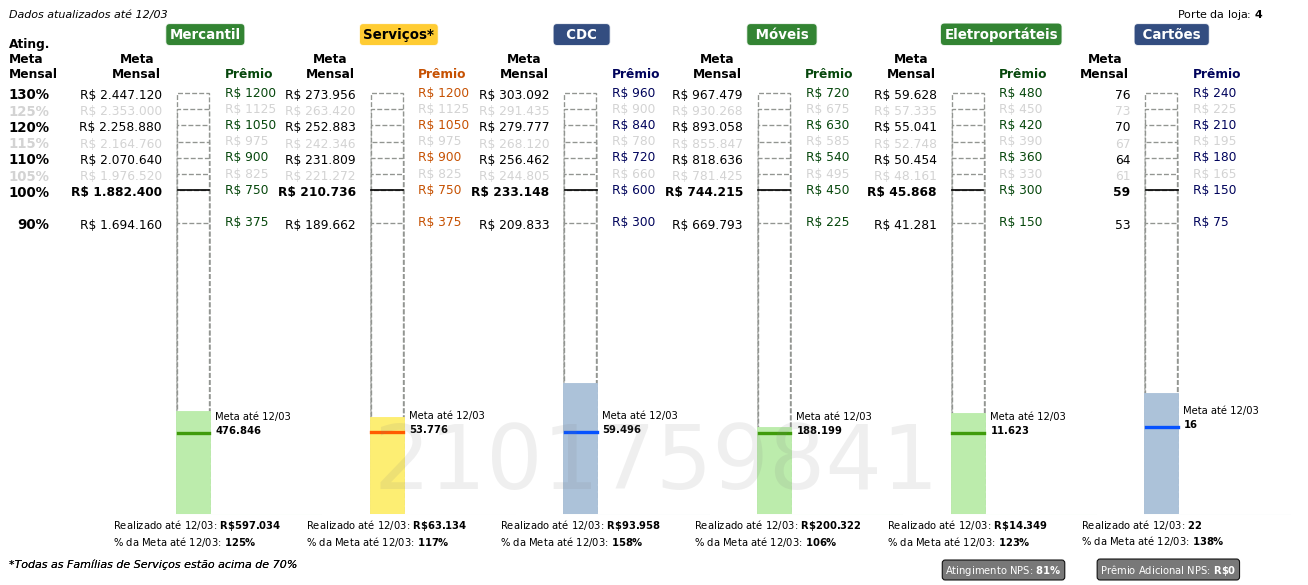 Dados atualizados até 12/03 Porte da loja: 4
Mercantil Serviços* CDC Móveis Eletroportáteis Cartões
Ating.
Meta Meta Meta Meta Meta Meta Meta
Mensal Mensal Prêmio Mensal Prêmio Mensal Prêmio Mensal Prêmio Mensal Prêmio Mensal Prêmio
130% R$ 2.447.120 R$ 1200 R$ 273.956 R$ 1200 R$ 303.092 R$ 960 R$ 967.479 R$ 720 R$ 59.628 R$ 480 76 R$ 240
125% R$ 2.353.000 R$ 1125 R$ 263.420 R$ 1125 R$ 291.435 R$ 900 R$ 930.268 R$ 675 R$ 57.335 R$ 450 73 R$ 225
120% R$ 2.258.880 R$ 1050 R$ 252.883 R$ 1050 R$ 279.777 R$ 840 R$ 893.058 R$ 630 R$ 55.041 R$ 420 70 R$ 210
115% R$ 2.164.760 R$ 975 R$ 242.346 R$ 975 R$ 268.120 R$ 780 R$ 855.847 R$ 585 R$ 52.748 R$ 390 67 R$ 195
110% R$ 2.070.640 R$ 900 R$ 231.809 R$ 900 R$ 256.462 R$ 720 R$ 818.636 R$ 540 R$ 50.454 R$ 360 64 R$ 180
105% R$ 1.976.520 R$ 825 R$ 221.272 R$ 825 R$ 244.805 R$ 660 R$ 781.425 R$ 495 R$ 48.161 R$ 330 61 R$ 165
100% R$ 1.882.400 R$ 750 R$ 210.736 R$ 750 R$ 233.148 R$ 600 R$ 744.215 R$ 450 R$ 45.868 R$ 300 59 R$ 150
90% R$ 1.694.160 R$ 375 R$ 189.662 R$ 375 R$ 209.833 R$ 300 R$ 669.793 R$ 225 R$ 41.281 R$ 150 53 R$ 75
Meta até 12/03 Meta até 12/03 Meta até 12/03 Meta até 12/03 Meta até 12/03 Meta até 12/03
476.846 53.776 59.496 188.199 11.623 16
2101759841
Realizado até 12/03: R$597.034 Realizado até 12/03: R$63.134 Realizado até 12/03: R$93.958 Realizado até 12/03: R$200.322 Realizado até 12/03: R$14.349 Realizado até 12/03: 22
% da Meta até 12/03: 125% % da Meta até 12/03: 117% % da Meta até 12/03: 158% % da Meta até 12/03: 106% % da Meta até 12/03: 123% % da Meta até 12/03: 138%
*Todas as Famílias de Serviços estão acima de 70% Atingimento NPS: 81% Prêmio Adicional NPS: R$0